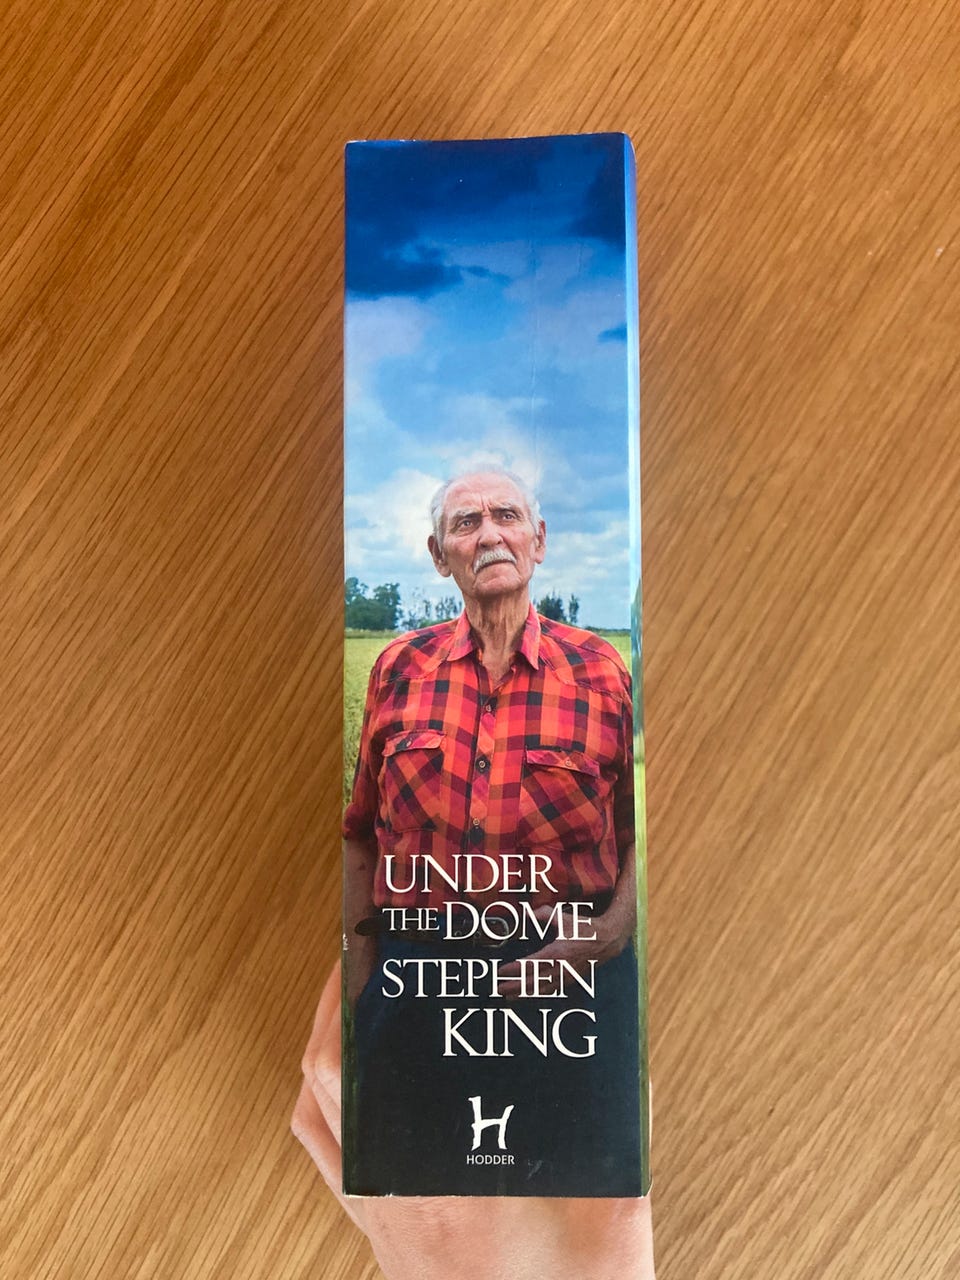 UNDER
THE DOME
STEPHEN
KING
H
HODDER